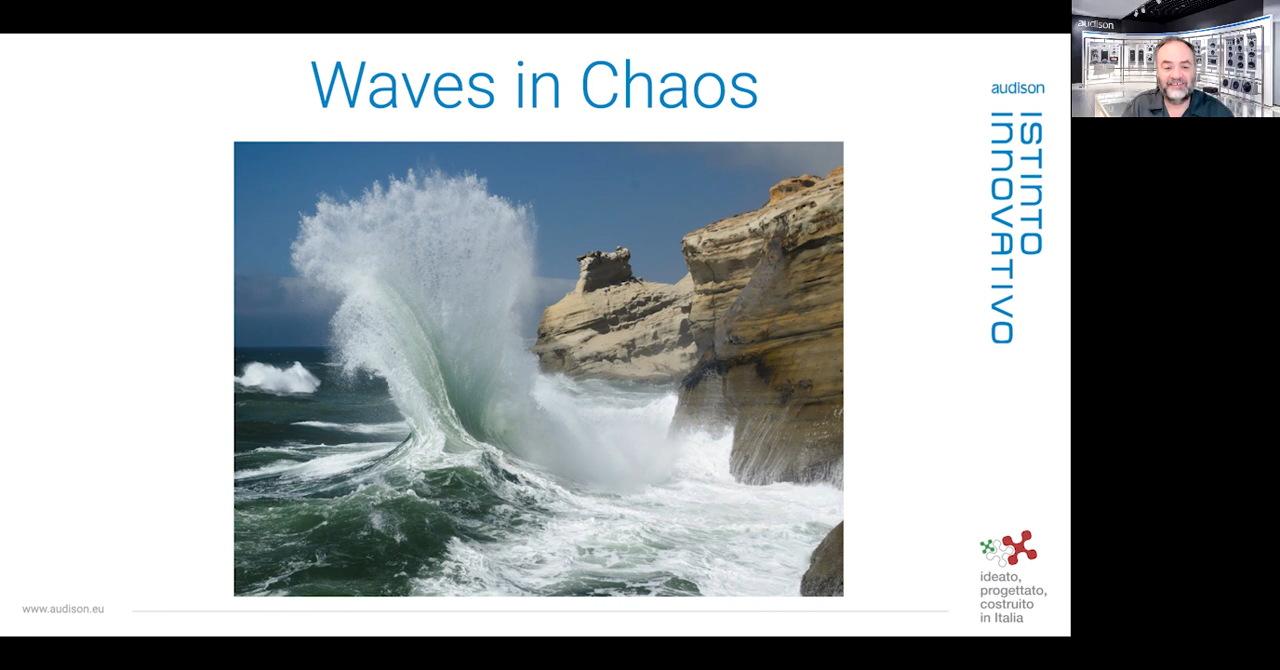 Waves in Chaos
audison
ISTINTO
INNOVATIVO
www.audison.eu
ideato,
progettato,
costruito
in Italia
audison